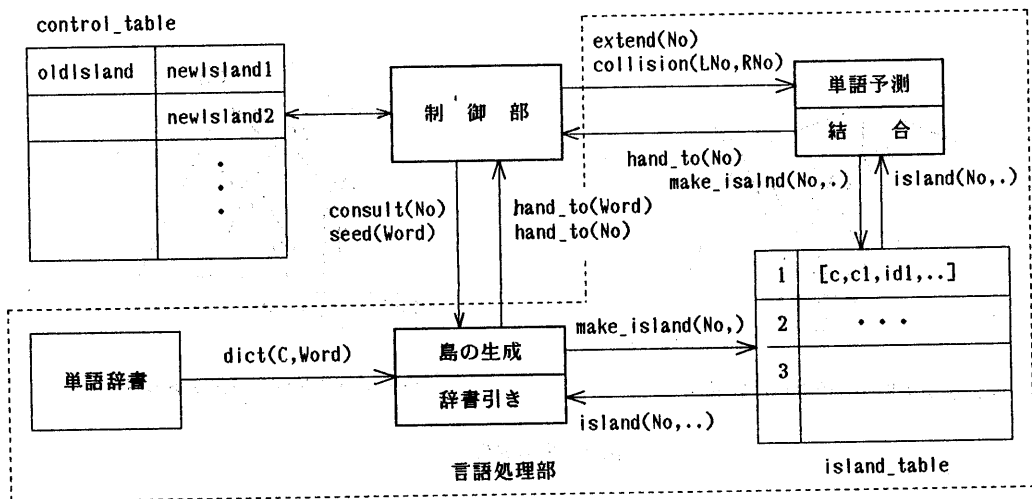 control_table
oldIsland
newIsland1
newIsland2
制御部
extend(No)
collision(LNo,RNo)
単語予測
結合
hand_to(No)
make_isalnd(No,.)
island(No,.)
consult(No)
seed(Word)
hand_to(Word)
hand_to(No)
単語辞書
dict(C,Word)
島の生成
辞書引き
make_island(No,)
island(No,..)
1 [c,c1,id1,..]
2 ・・・
3
言語処理部
island_table